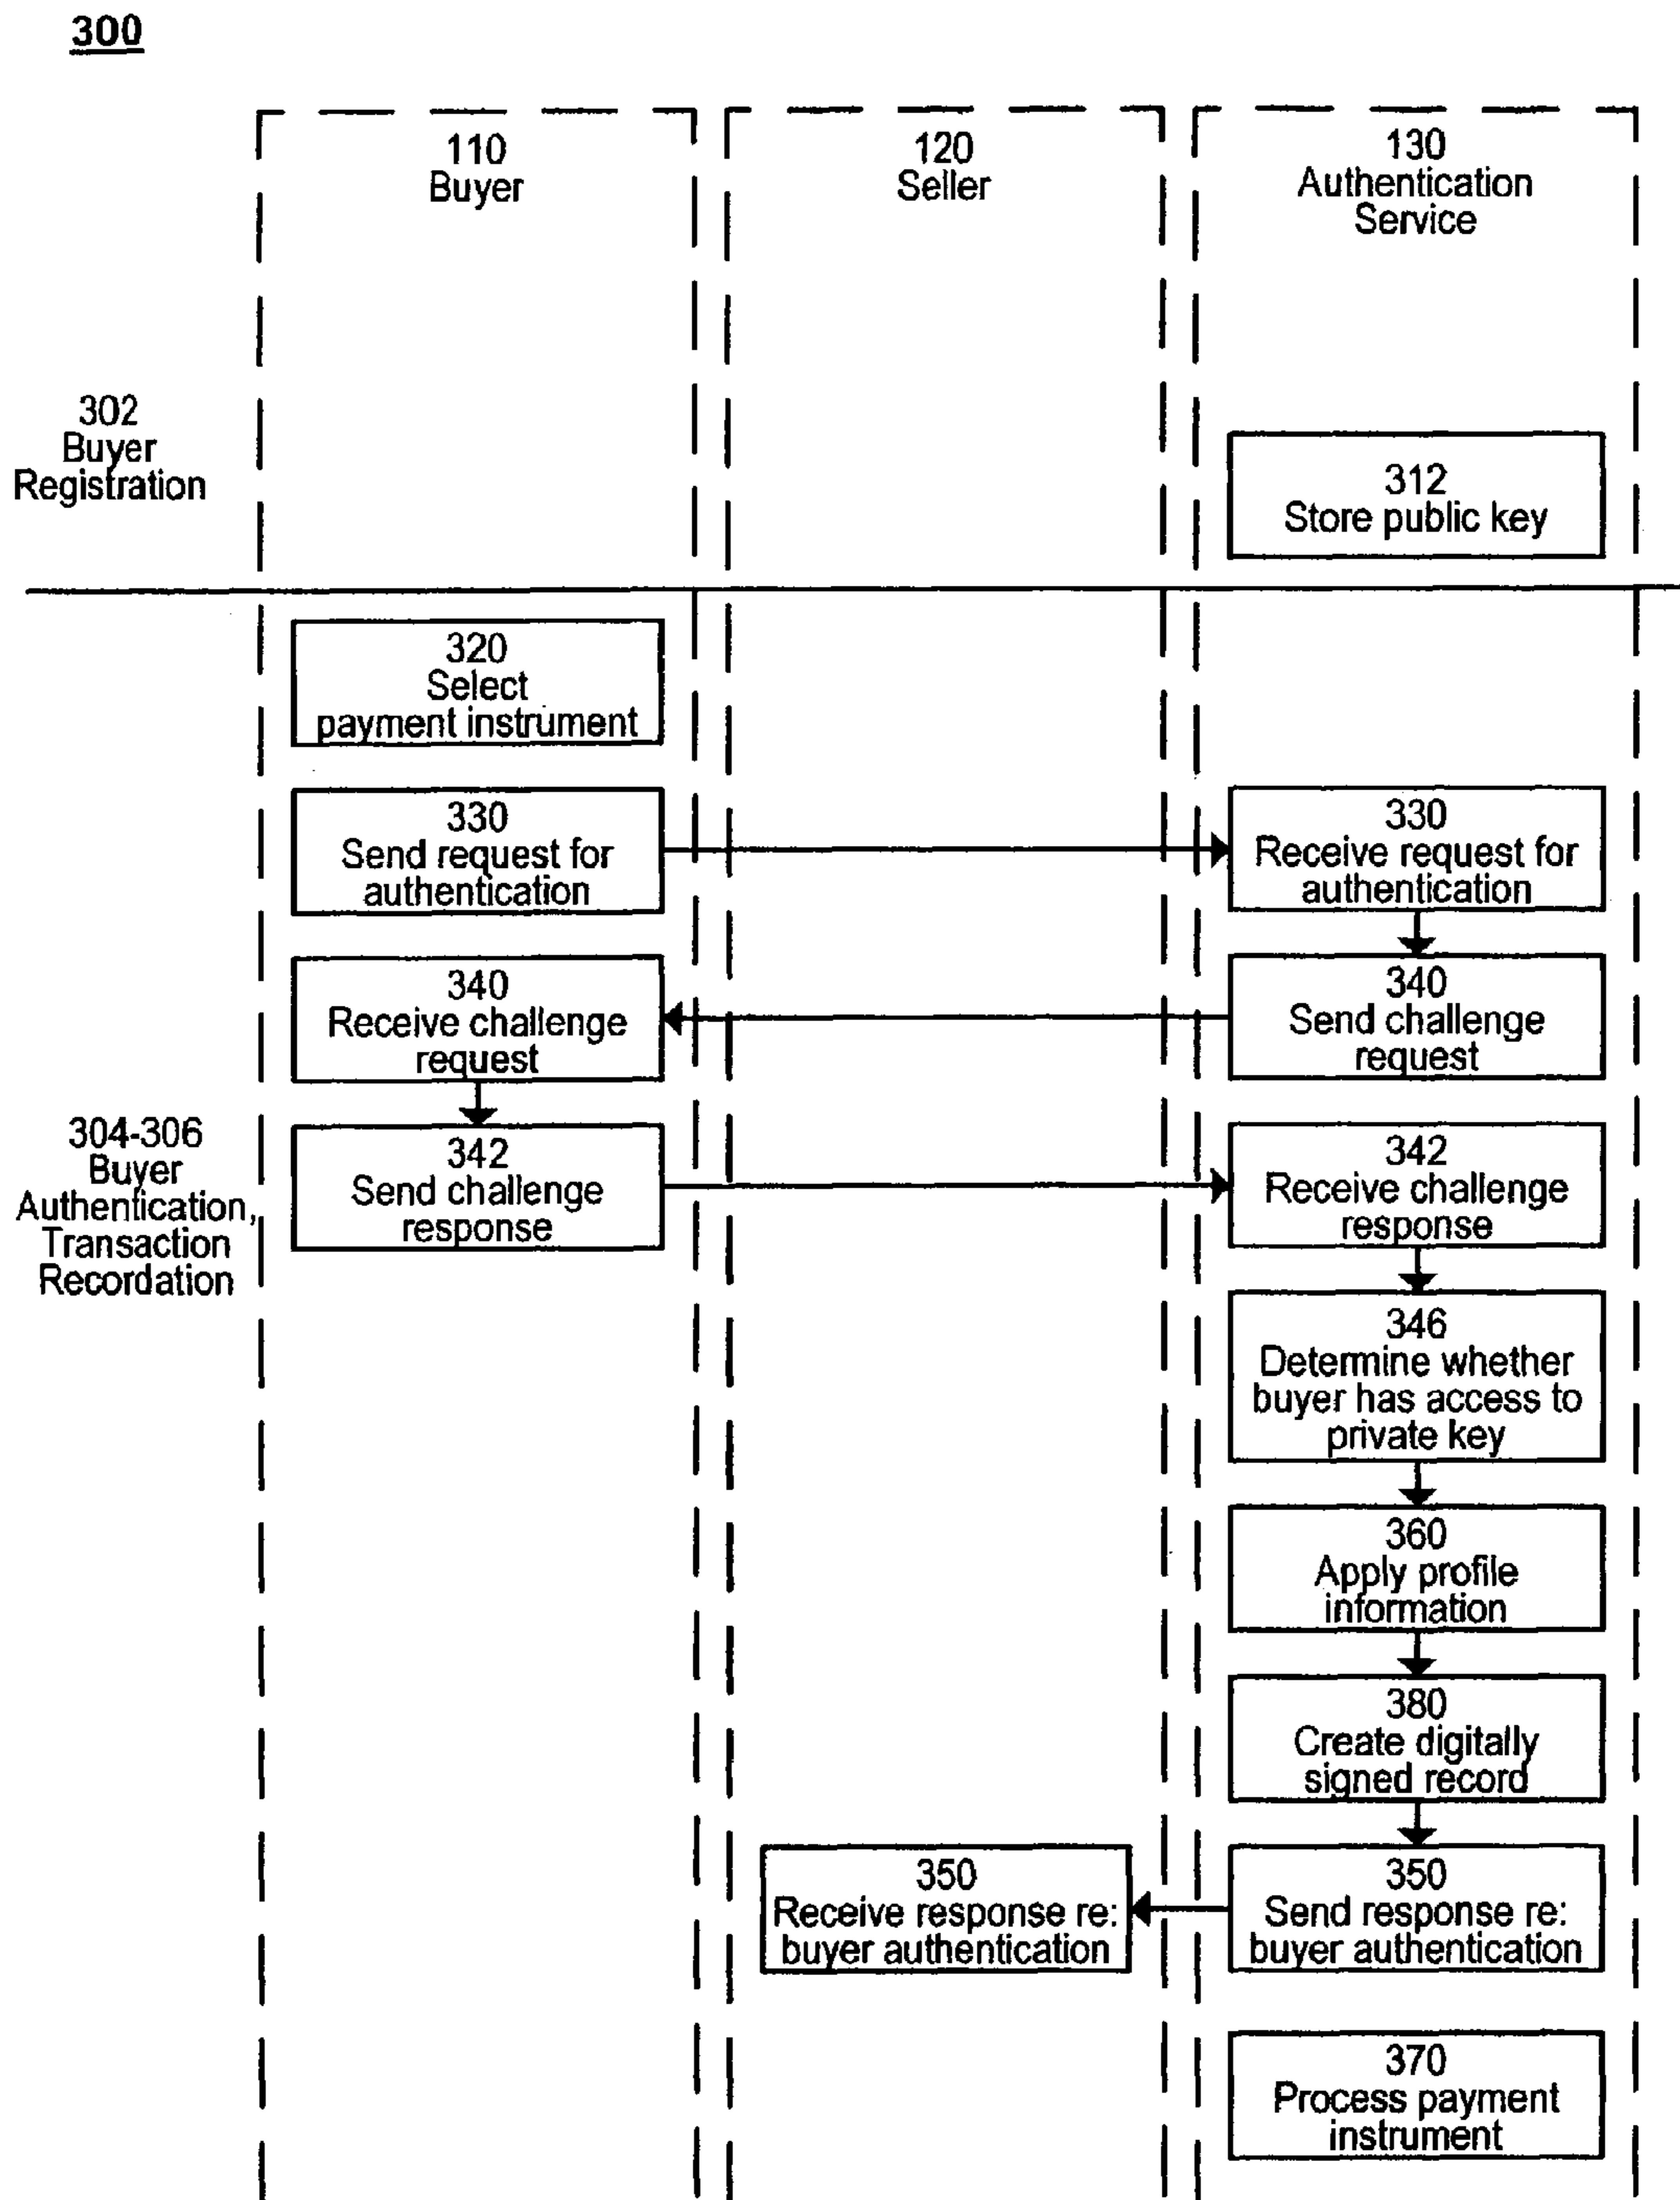 300
110
Buyer
120
Seller
130
Authentication
Service
302
Buyer
Registration
312
Store public key
320
Select
payment instrument
330
Send request for
authentication
330
Receive request for
authentication
340
Receive challenge
request
340
Send challenge
request
304-306
Buyer
Authentication,
Transaction
Recordation
342
Send challenge
response
342
Receive challenge
response
346
Determine whether
buyer has access to
private key
360
Apply profile
information
380
Create digitally
signed record
350
Receive response re:
buyer authentication
350
Send response re:
buyer authentication
370
Process payment
instrument